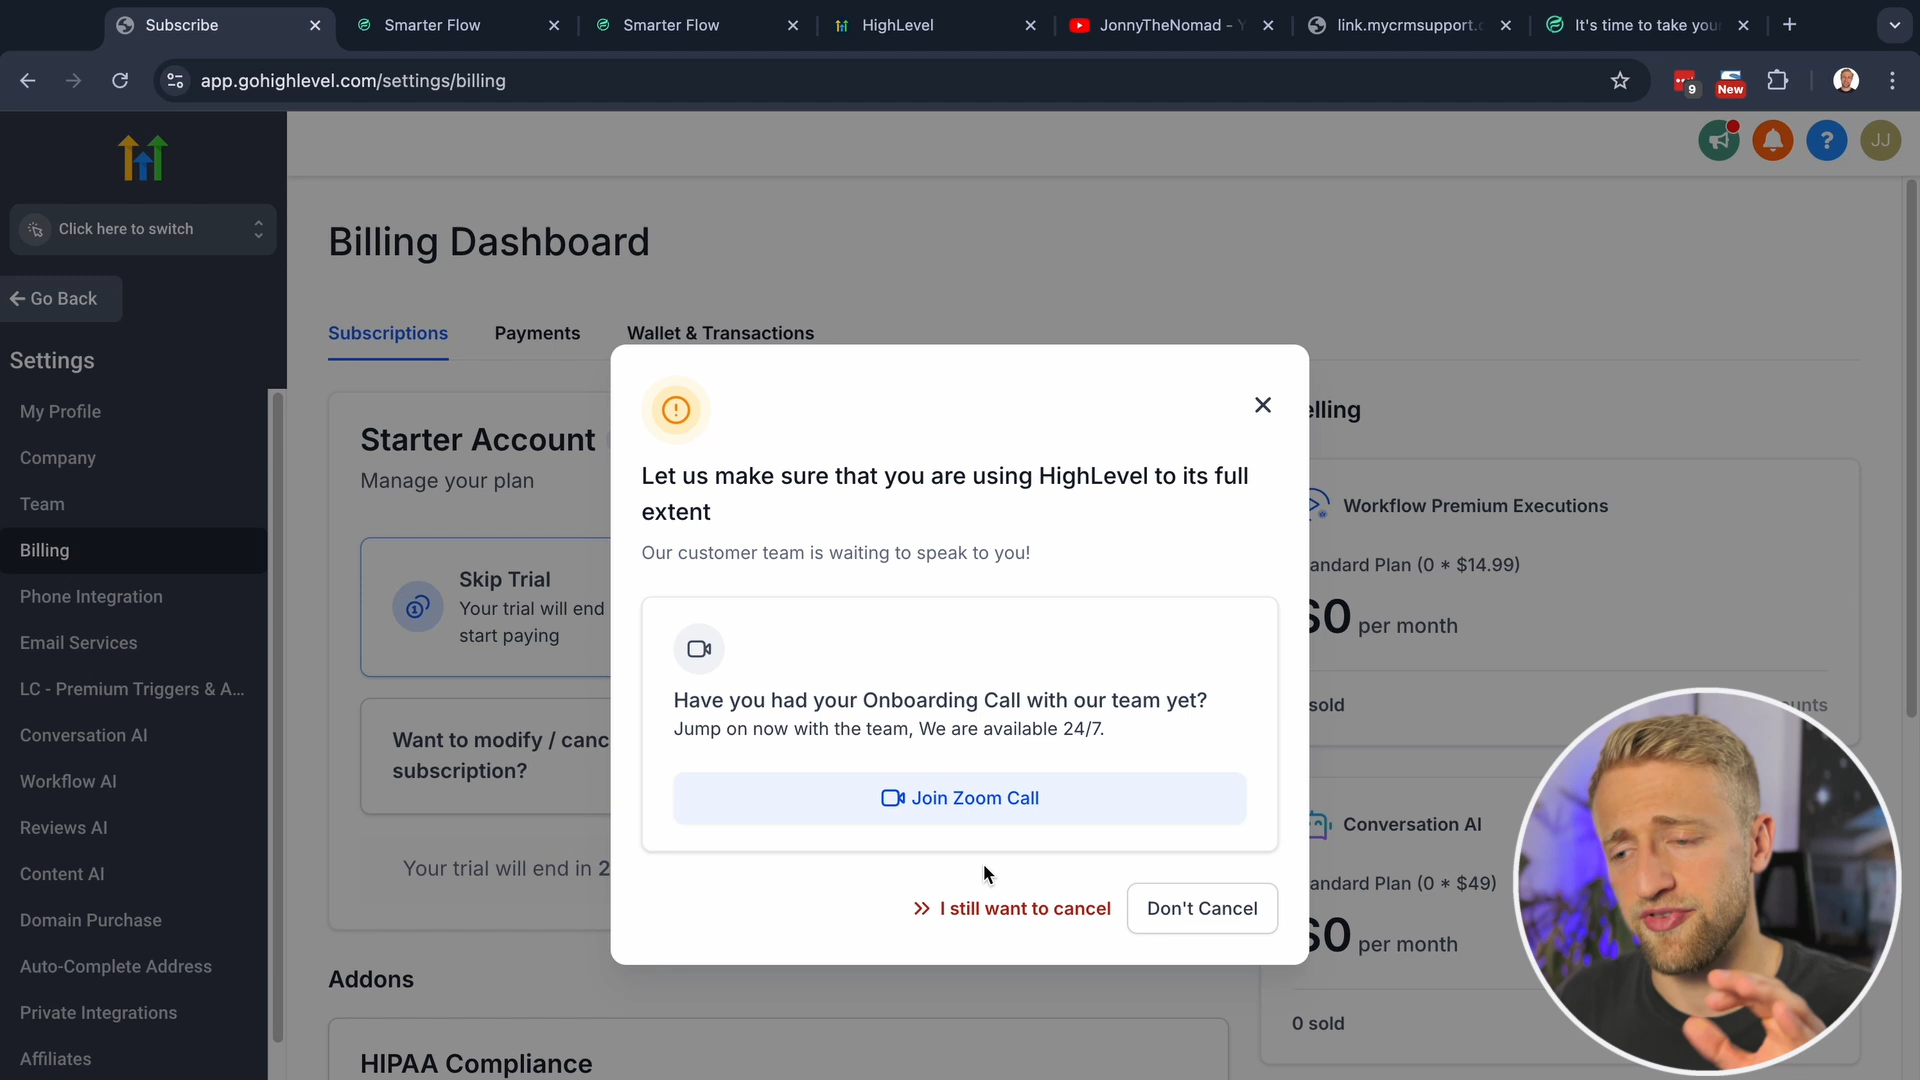 Subscribe
Smarter Flow
Smarter Flow
HighLevel
JonnyTheNomad -
link.mycrmsupport.
It's time to take you
app.gohighlevel.com/settings/billing
9
New
JJ
Click here to switch
Go Back
Settings
My Profile
Company
Team
Billing
Phone Integration
Email Services
LC - Premium Triggers & A...
Conversation AI
Workflow AI
Reviews AI
Content AI
Domain Purchase
Auto-Complete Address
Private Integrations
Affiliates
Billing Dashboard
Subscriptions
Payments
Wallet & Transactions
Starter Account
Manage your plan
Skip Trial
Your trial will end
start paying
Want to modify / canc
subscription?
Your trial will end in 2
Addons
HIPAA Compliance
Let us make sure that you are using HighLevel to its full
extent
Our customer team is waiting to speak to you!
Have you had your Onboarding Call with our team yet?
Jump on now with the team, We are available 24/7.
Join Zoom Call
I still want to cancel
Don't Cancel
elling
Workflow Premium Executions
andard Plan (0 * $14.99)
$0 per month
sold
unts
Conversation AI
andard Plan (0 * $49)
$0 per month
0 sold